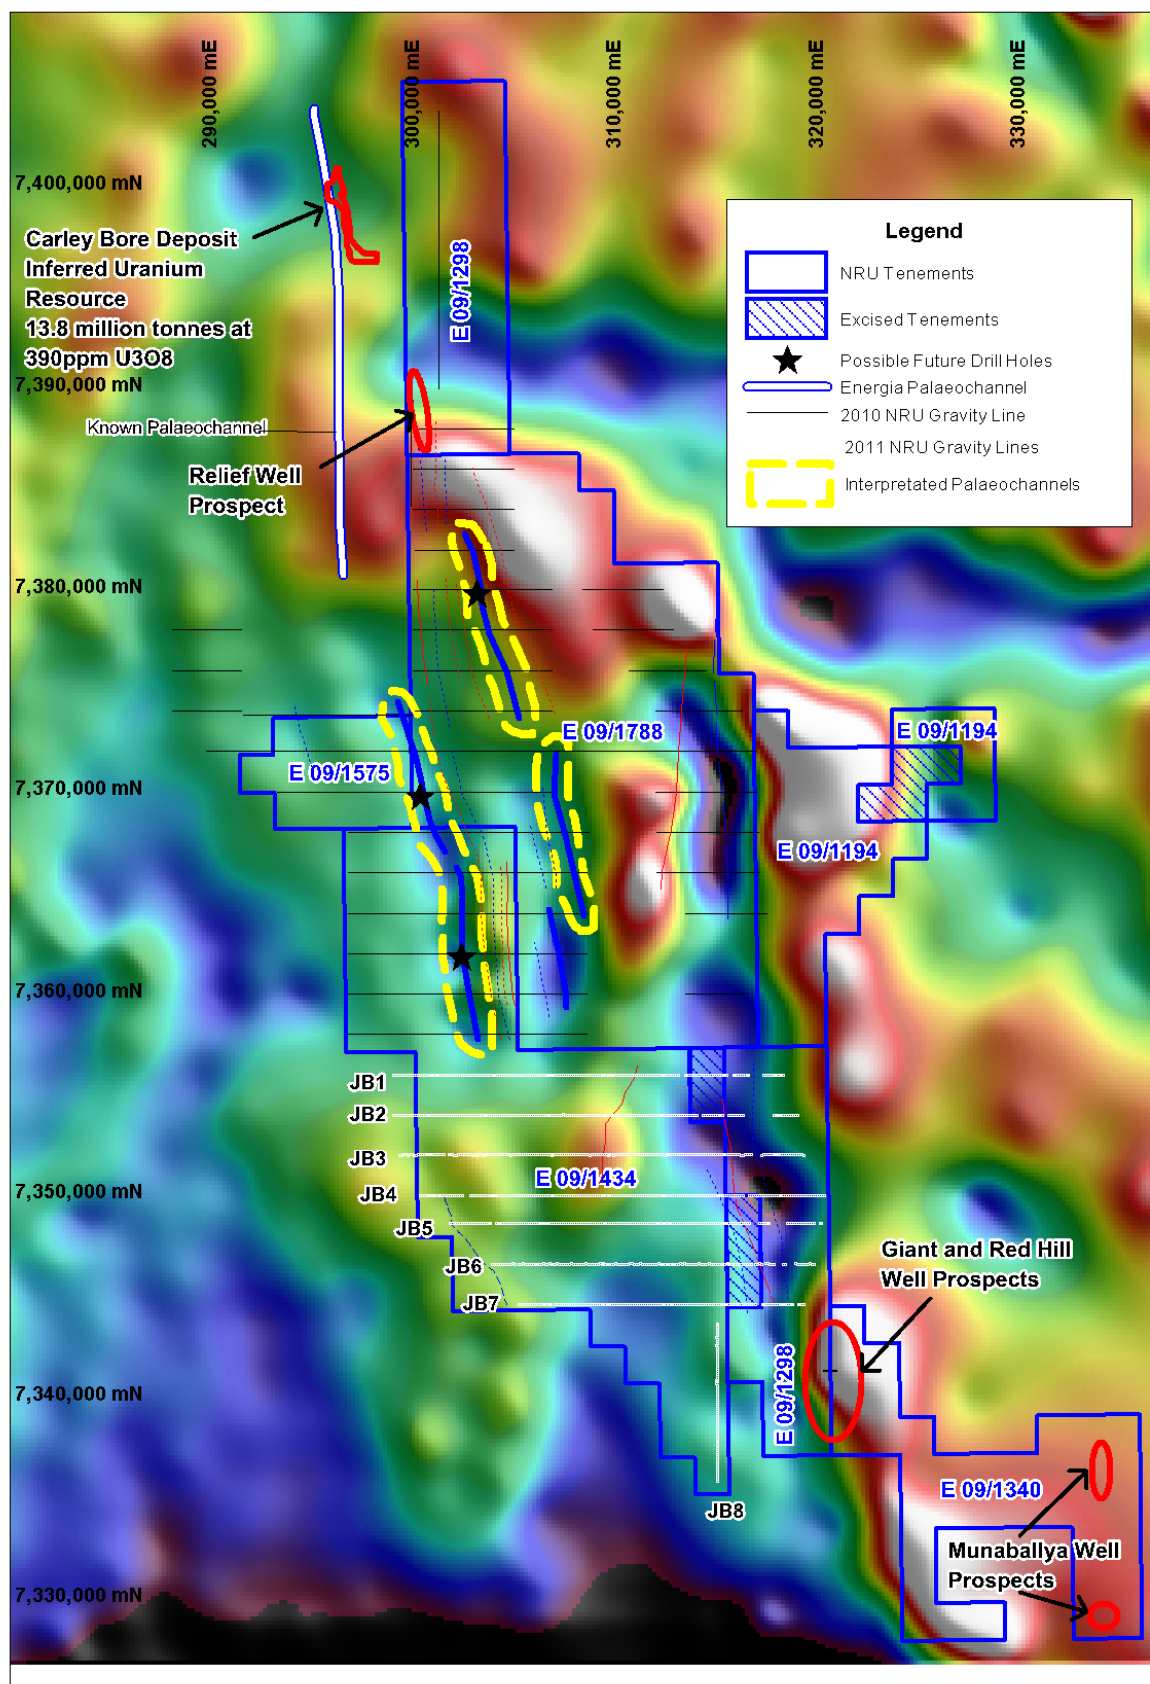 290,000 mE
300,000 mE
310,000 mE
320,000 mE
330,000 mE
7,400,000 mN
Carley Bore Deposit
Inferred Uranium
Resource
13.8 million tonnes at
390ppm U3O8
7,390,000 mN
Known Palaeochannel
Relief Well
Prospect
E 09/1298
Legend
NRU Tenements
Excised Tenements
Possible Future Drill Holes
Energia Palaeochannel
2010 NRU Gravity Line
2011 NRU Gravity Lines
Interpretated Palaeochannels
7,380,000 mN
E 09/1788
E 09/1194
E 09/1575
7,370,000 mN
E 09/1194
7,360,000 mN
JB1
JB2
JB3
E 09/1434
JB4
7,350,000 mN
JB5
JB6
JB7
Giant and Red Hill
Well Prospects
E 09/1298
7,340,000 mN
E 09/1340
JB8
Munaballya Well
Prospects
7,330,000 mN